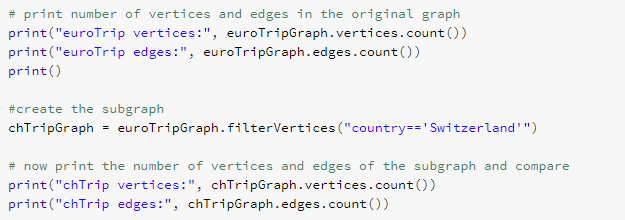 # print number of vertices and edges in the original graph
print("euroTrip vertices:", euroTripGraph.vertices.count())
print("euroTrip edges:", euroTripGraph.edges.count())
print()

#create the subgraph
chTripGraph = euroTripGraph.filterVertices("country=='Switzerland'")

# now print the number of vertices and edges of the subgraph and compare
print("chTrip vertices:", chTripGraph.vertices.count())
print("chTrip edges:", chTripGraph.edges.count())